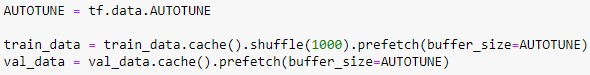 AUTOTUNE = tf.data.AUTOTUNE
train_data = train_data.cache().shuffle(1000).prefetch(buffer_size=AUTOTUNE)
val_data = val_data.cache().prefetch(buffer_size=AUTOTUNE)